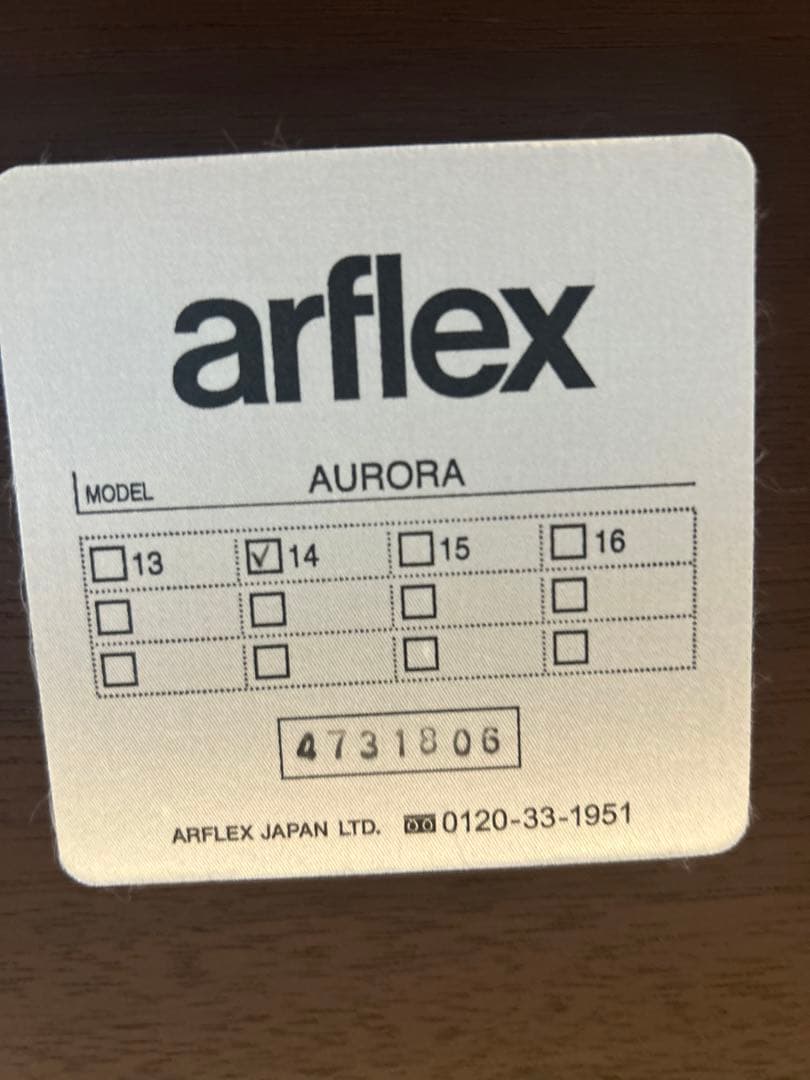 arflex
MODEL AURORA
☐13 ☑14 ☐15 ☐16
☐ ☐ ☐ ☐
☐ ☐ ☐ ☐
4731806
ARFLEX JAPAN LTD. 0120-33-1951